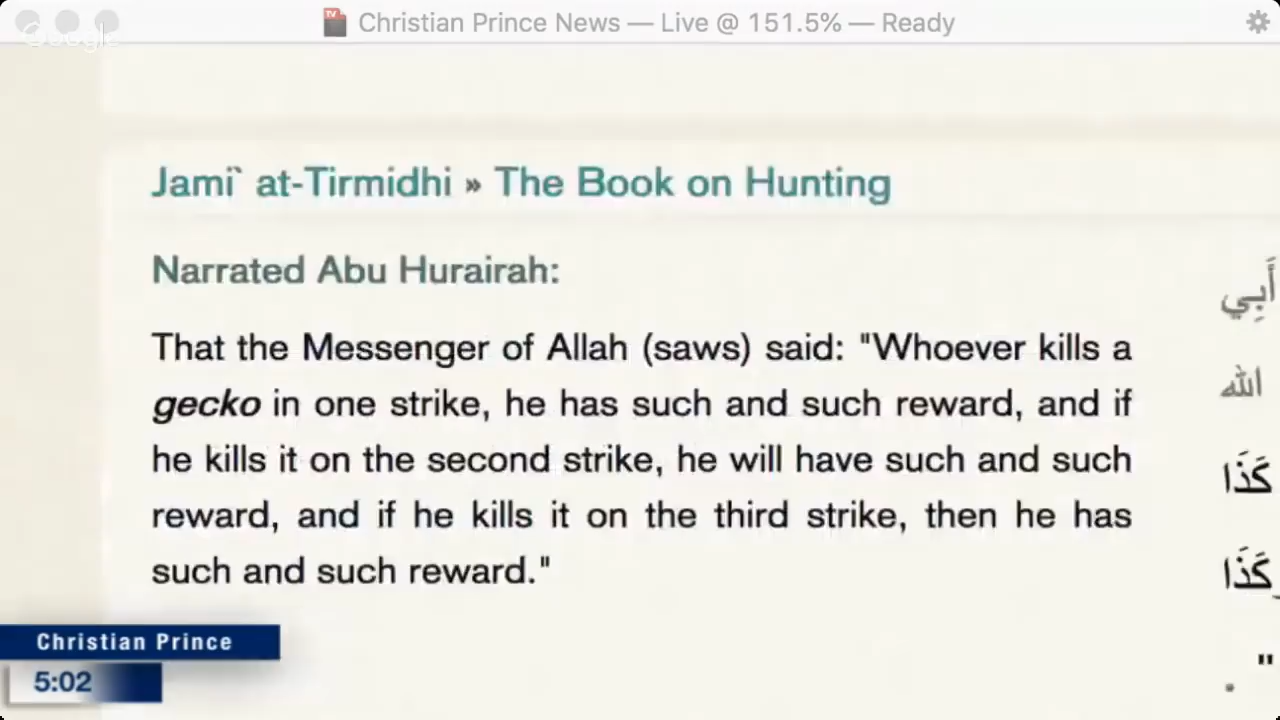 Christian Prince News — Live @ 151.5% — Ready
Google
Jami` at-Tirmidhi » The Book on Hunting
Narrated Abu Hurairah:
That the Messenger of Allah (saws) said: "Whoever kills a
gecko in one strike, he has such and such reward, and if
he kills it on the second strike, he will have such and such
reward, and if he kills it on the third strike, then he has
such and such reward."
أَبِي
الله
كَذَا
كَذَا
" .
Christian Prince
5:02